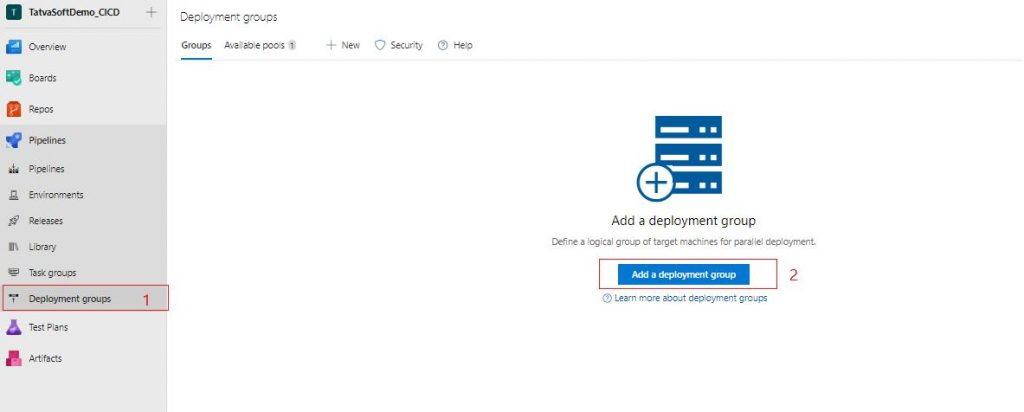 T TatvaSoftDemo_CICD +
Overview
Boards
Repos
Pipelines
Pipelines
Environments
Releases
Library
Task groups
Deployment groups 1
Test Plans
Artifacts
Deployment groups
Groups Available pools 1 + New Security ? Help
Add a deployment group
Define a logical group of target machines for parallel deployment.
Add a deployment group 2
? Learn more about deployment groups